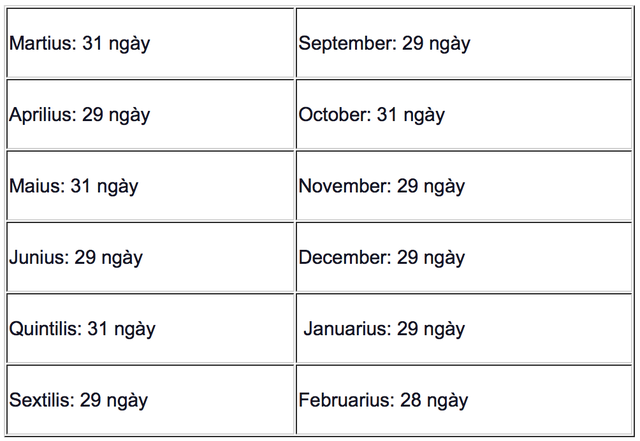 Martius: 31 ngày
September: 29 ngày
Aprilius: 29 ngày
October: 31 ngày
Maius: 31 ngày
November: 29 ngày
Junius: 29 ngày
December: 29 ngày
Quintilis: 31 ngày
Januarius: 29 ngày
Sextilis: 29 ngày
Februarius: 28 ngày